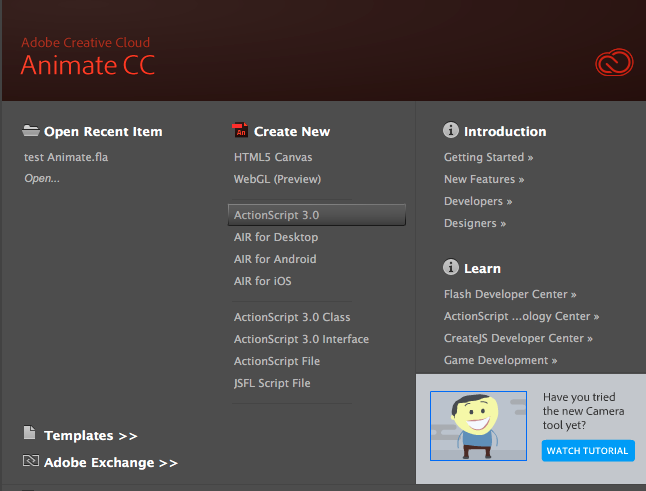 Adobe Creative Cloud
Animate CC
Open Recent Item
test Animate.fla
Open...
Templates >>
Adobe Exchange >>
An
Create New
HTML5 Canvas
WebGL (Preview)
ActionScript 3.0
AIR for Desktop
AIR for Android
AIR for iOS
ActionScript 3.0 Class
ActionScript 3.0 Interface
ActionScript File
JSFL Script File
Introduction
Getting Started »
New Features »
Developers »
Designers »
Learn
Flash Developer Center »
ActionScript ...ology Center »
CreateJS Developer Center »
Game Development »
Have you tried
the new Camera
tool yet?
WATCH TUTORIAL